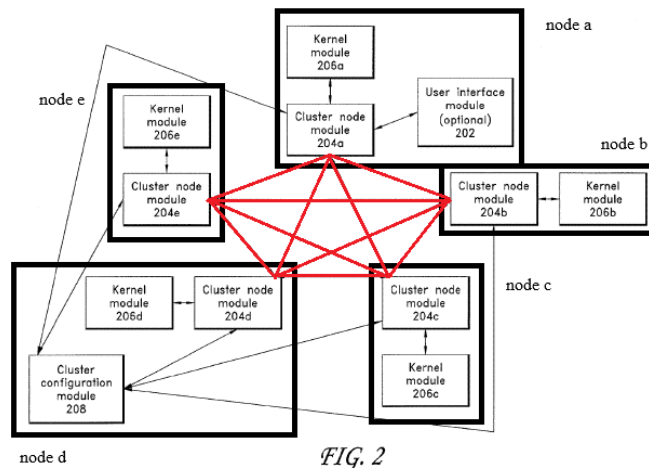 node a
Kernel
module
206a
node e
Kernel
module
206e
User interface
module
(optional)
202
Cluster node
module
204a
node b
Cluster node
module
204e
Cluster node
module
204b
Kernel
module
206b
node c
Kernel
module
206d
Cluster node
module
204d
Cluster node
module
204c
Cluster
configuration
module
208
Kernel
module
206c
node d
FIG. 2